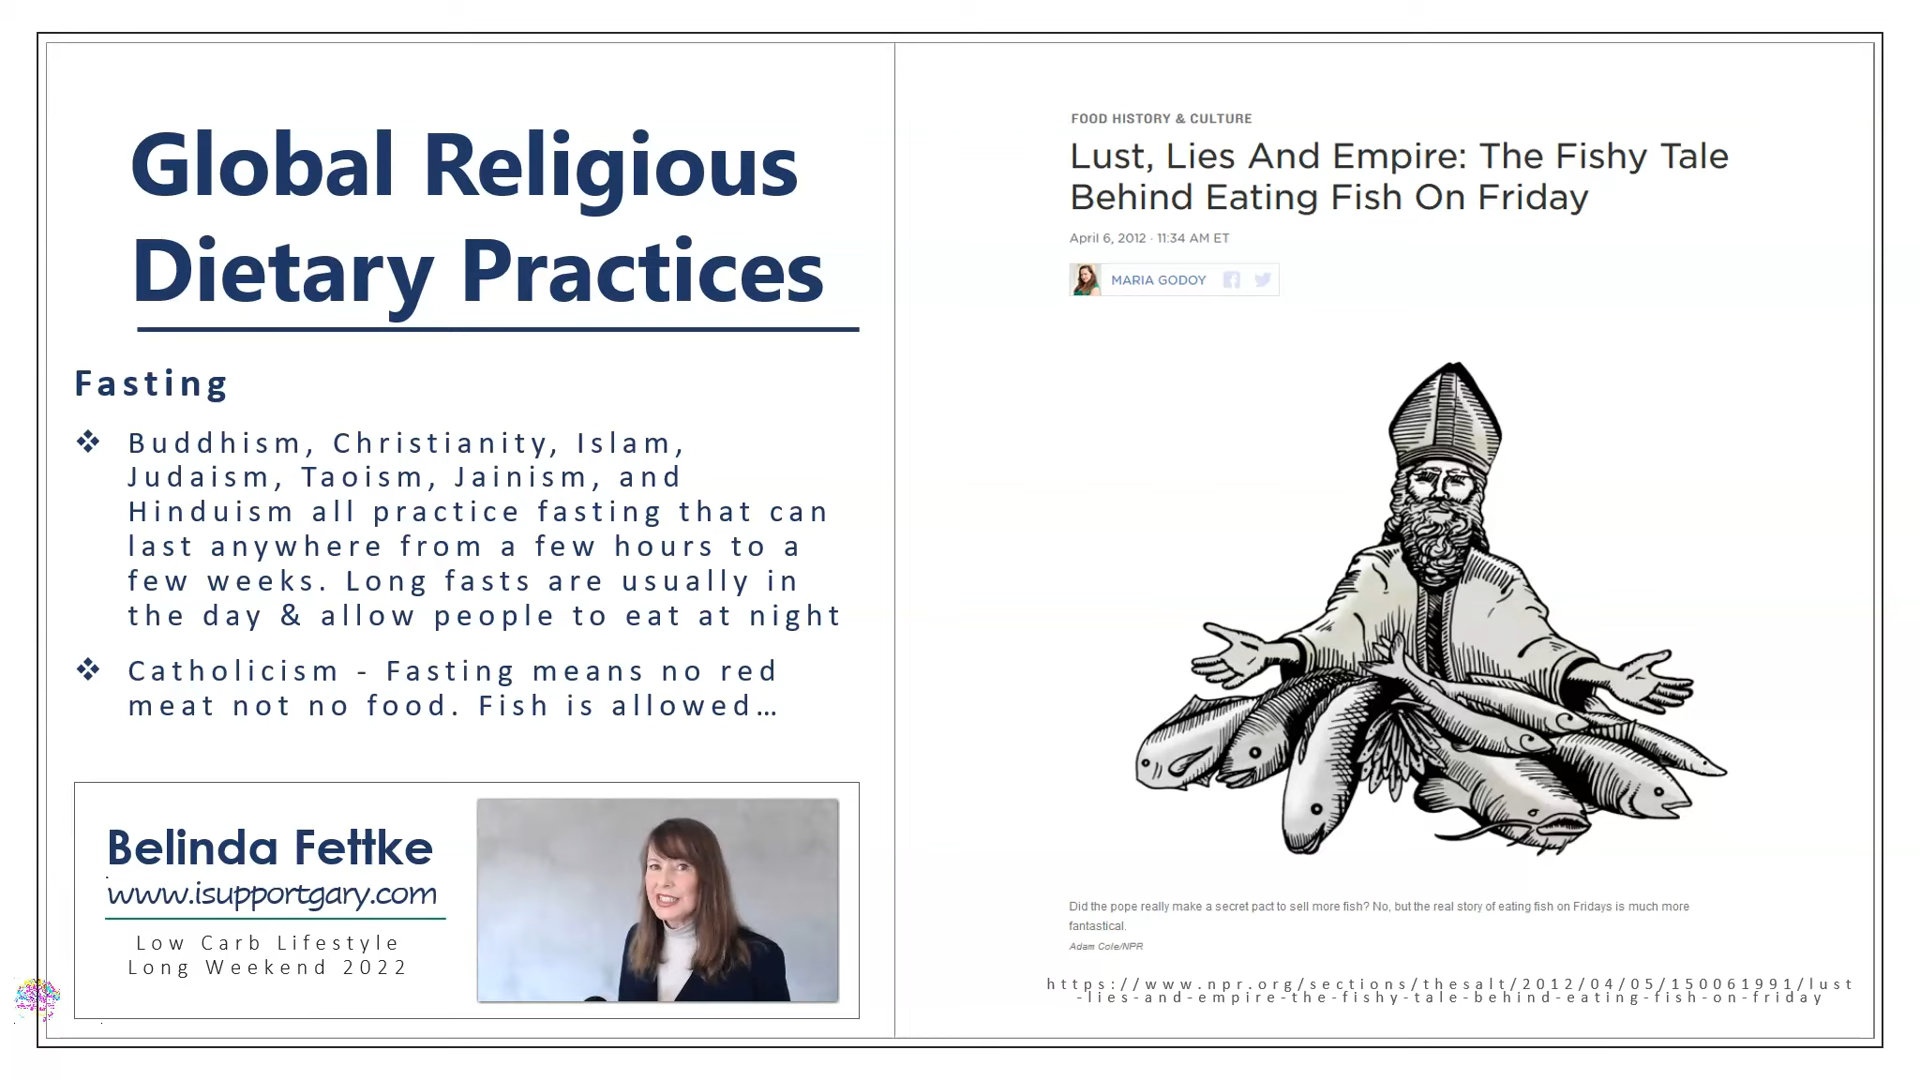 Global Religious
Dietary Practices
Fasting
❖ Buddhism, Christianity, Islam,
Judaism, Taoism, Jainism, and
Hinduism all practice fasting that can
last anywhere from a few hours to a
few weeks. Long fasts are usually in
the day & allow people to eat at night
❖ Catholicism - Fasting means no red
meat not no food. Fish is allowed…
Belinda Fettke
www.isupportgary.com
Low Carb Lifestyle
Long Weekend 2022
FOOD HISTORY & CULTURE
Lust, Lies And Empire: The Fishy Tale
Behind Eating Fish On Friday
April 6, 2012 · 11:34 AM ET
MARIA GODOY
Did the pope really make a secret pact to sell more fish? No, but the real story of eating fish on Fridays is much more
fantastical.
Adam Cole/NPR
https://www.npr.org/sections/thesalt/2012/04/05/150061991/lust
-lies-and-empire-the-fishy-tale-behind-eating-fish-on-friday